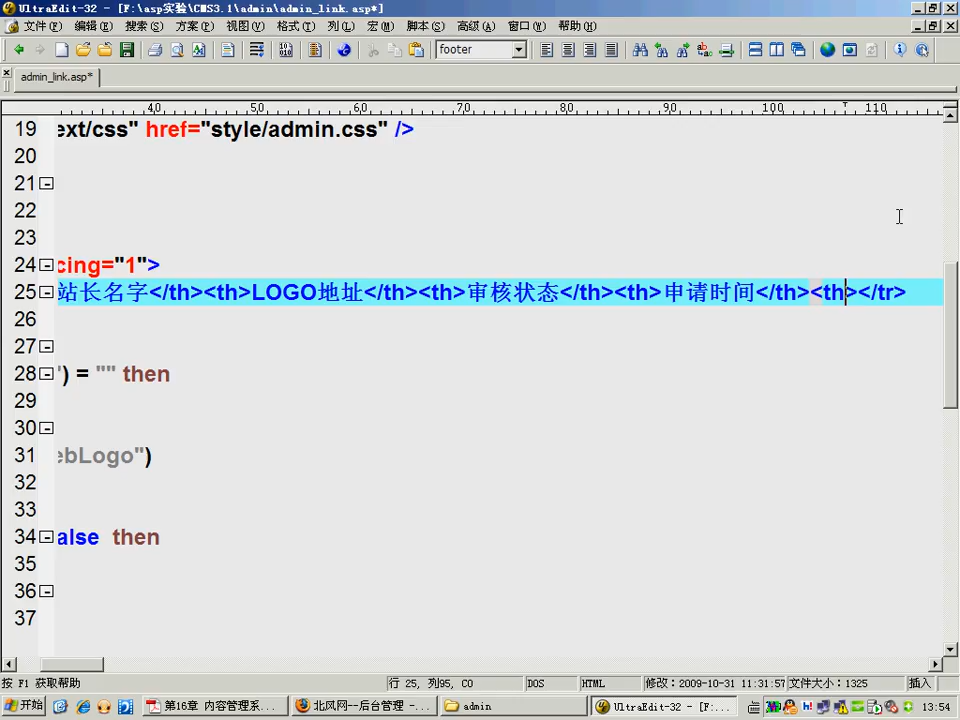 UltraEdit-32 - [F:\asp实验\CMS3.1\admin\admin_link.asp*]
文件(F) 编辑(E) 搜索(S) 方案(P) 视图(V) 格式(T) 列(L) 宏(M) 脚本(S) 高级(A) 窗口(W) 帮助(H)
footer
admin_link.asp*
40 50 60 70 80 90 100 110
19 ext/css" href="style/admin.css" />
20
21
22
23
24 cing="1">
25 站长名字</th><th>LOGO地址</th><th>审核状态</th><th>申请时间</th><th></tr>
26
27
28 ") = "" then
29
30
31 ebLogo")
32
33
34 alse then
35
36
37
按 F1 获取帮助 行 25, 列95, C0 DOS HTML 修改:2009-10-31 11:31:57 文件大小:1325 插入
开始 第16章 内容管理系... 北风网--后台管理 -... admin UltraEdit-32 - [F:... 13:54